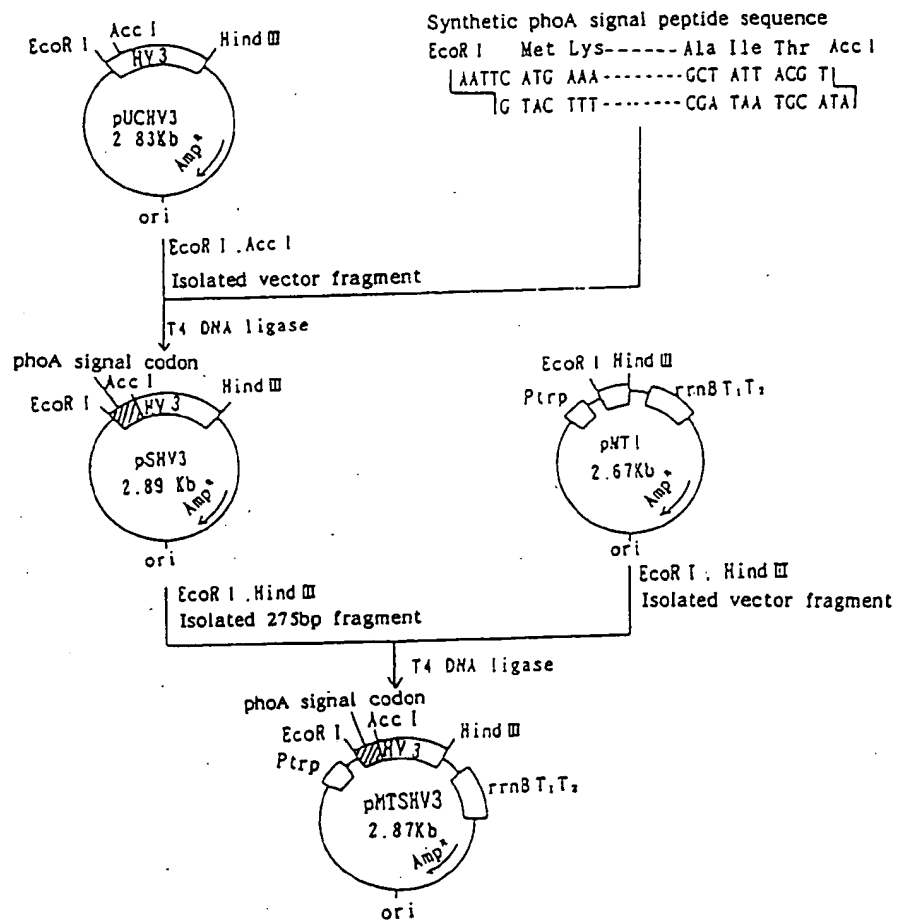 Synthetic phoA signal peptide sequence
EcoR I Met Lys------Ala Ile Thr Acc I
AATTC ATG AAA--------GCT ATT ACG T
G TAC TTT--------CGA TAA TGC ATA
EcoR I
Acc I
HV3
Hind III
pUCHV3
2 83Kb
Amp R
ori
EcoR I , Acc I
Isolated vector fragment
T4 DNA ligase
phoA signal codon
Acc I
EcoR I
HV3
Hind III
pSHV3
2.89 Kb
Amp R
ori
EcoR I Hind III
Ptrp
rrnB T₁T₂
pMT1
2.67Kb
Amp R
ori
EcoR I , Hind III
Isolated 275bp fragment
EcoR I , Hind III
Isolated vector fragment
T4 DNA ligase
phoA signal codon
Acc I
EcoR I
HV3
Hind III
Ptrp
rrnB T₁T₂
pMTSHV3
2.87Kb
Amp R
ori